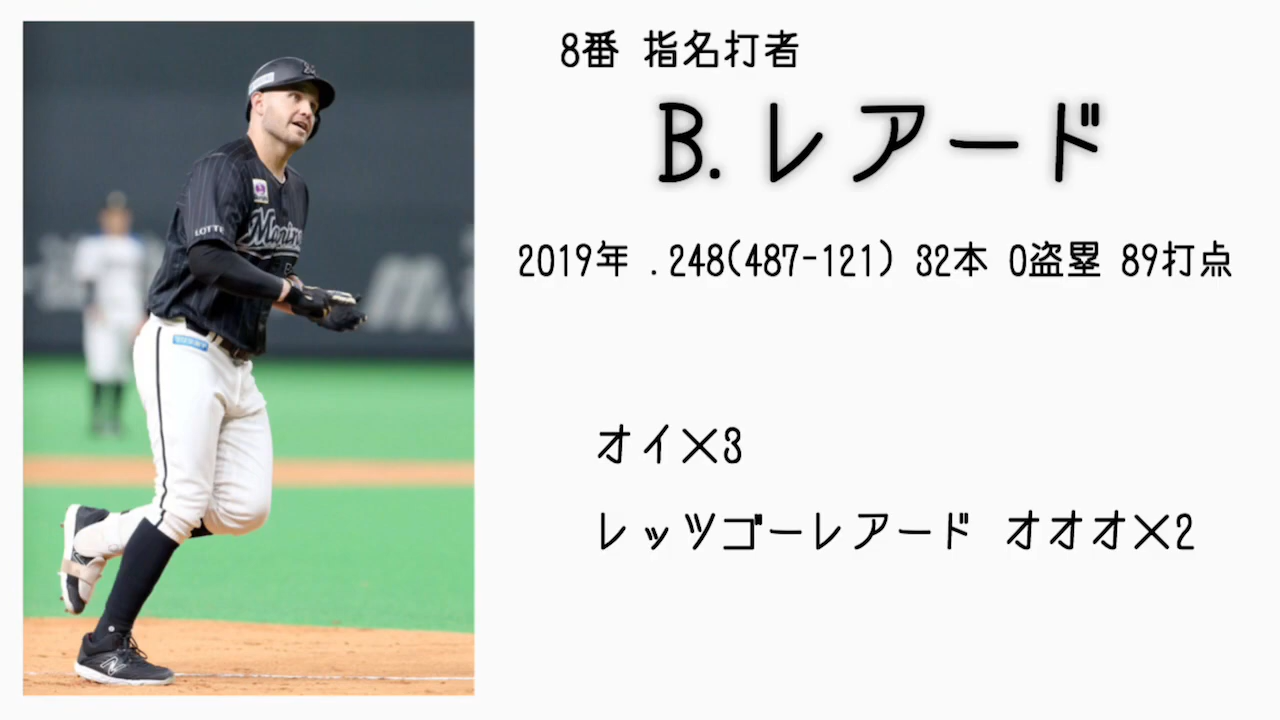 8番 指名打者
B.レアード
2019年 .248(487-121) 32本 0盗塁 89打点
オイ×3
レッツゴーレアード オオオ×2
LOTTE
Marines